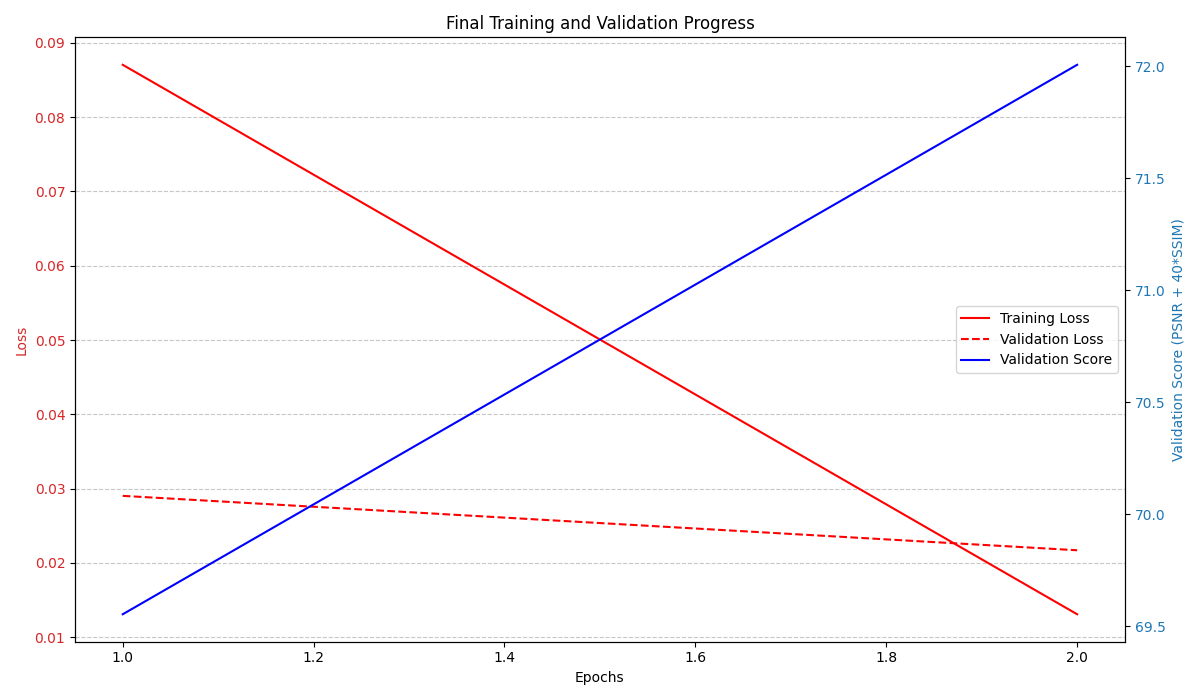 Final Training and Validation Progress
0.09
0.08
0.07
0.06
0.05
0.04
0.03
0.02
0.01
Loss
72.0
71.5
71.0
70.5
70.0
69.5
Validation Score (PSNR + 40*SSIM)
Training Loss
Validation Loss
Validation Score
1.0 1.2 1.4 1.6 1.8 2.0
Epochs